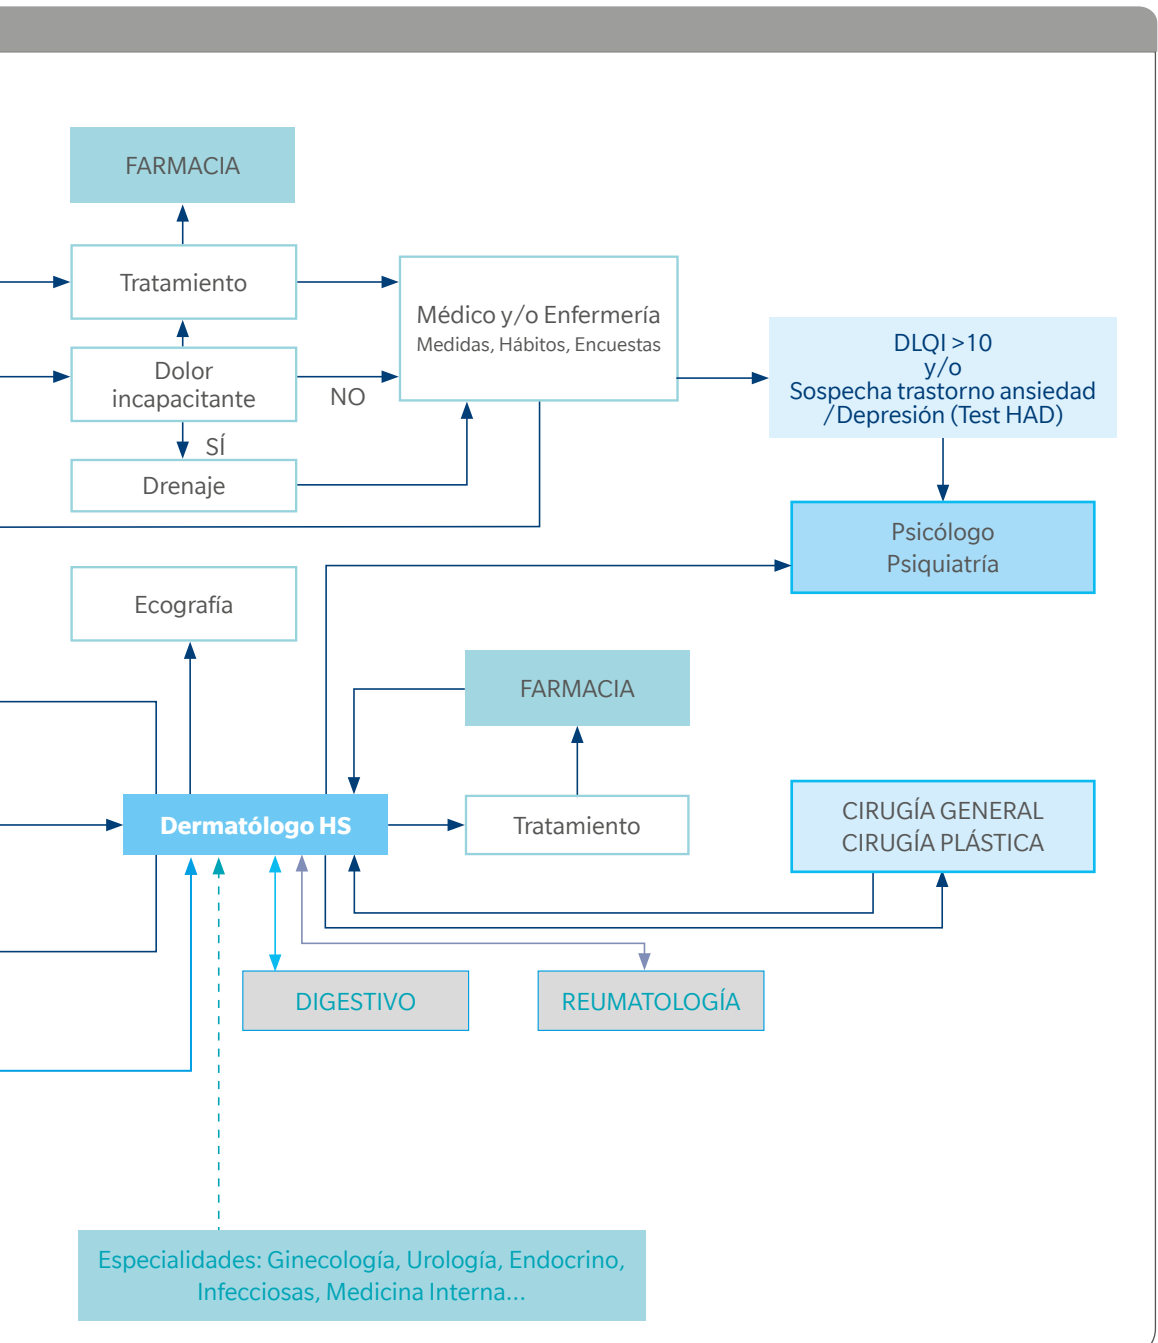 FARMACIA
Tratamiento
Médico y/o Enfermería
Medidas, Hábitos, Encuestas
Dolor
incapacitante
NO
DLQI >10
y/o
Sospecha trastorno ansiedad
/Depresión (Test HAD)
SÍ
Drenaje
Psicólogo
Psiquiatría
Ecografía
FARMACIA
Dermatólogo HS
Tratamiento
CIRUGÍA GENERAL
CIRUGÍA PLÁSTICA
DIGESTIVO
REUMATOLOGÍA
Especialidades: Ginecología, Urología, Endocrino,
Infecciosas, Medicina Interna...